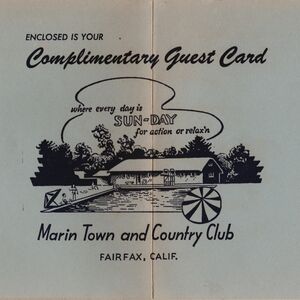 ENCLOSED IS YOUR
Complimentary Guest Card
where every day is
SUN-DAY
for action or relax'n
Marin Town and Country Club
FAIRFAX, CALIF.